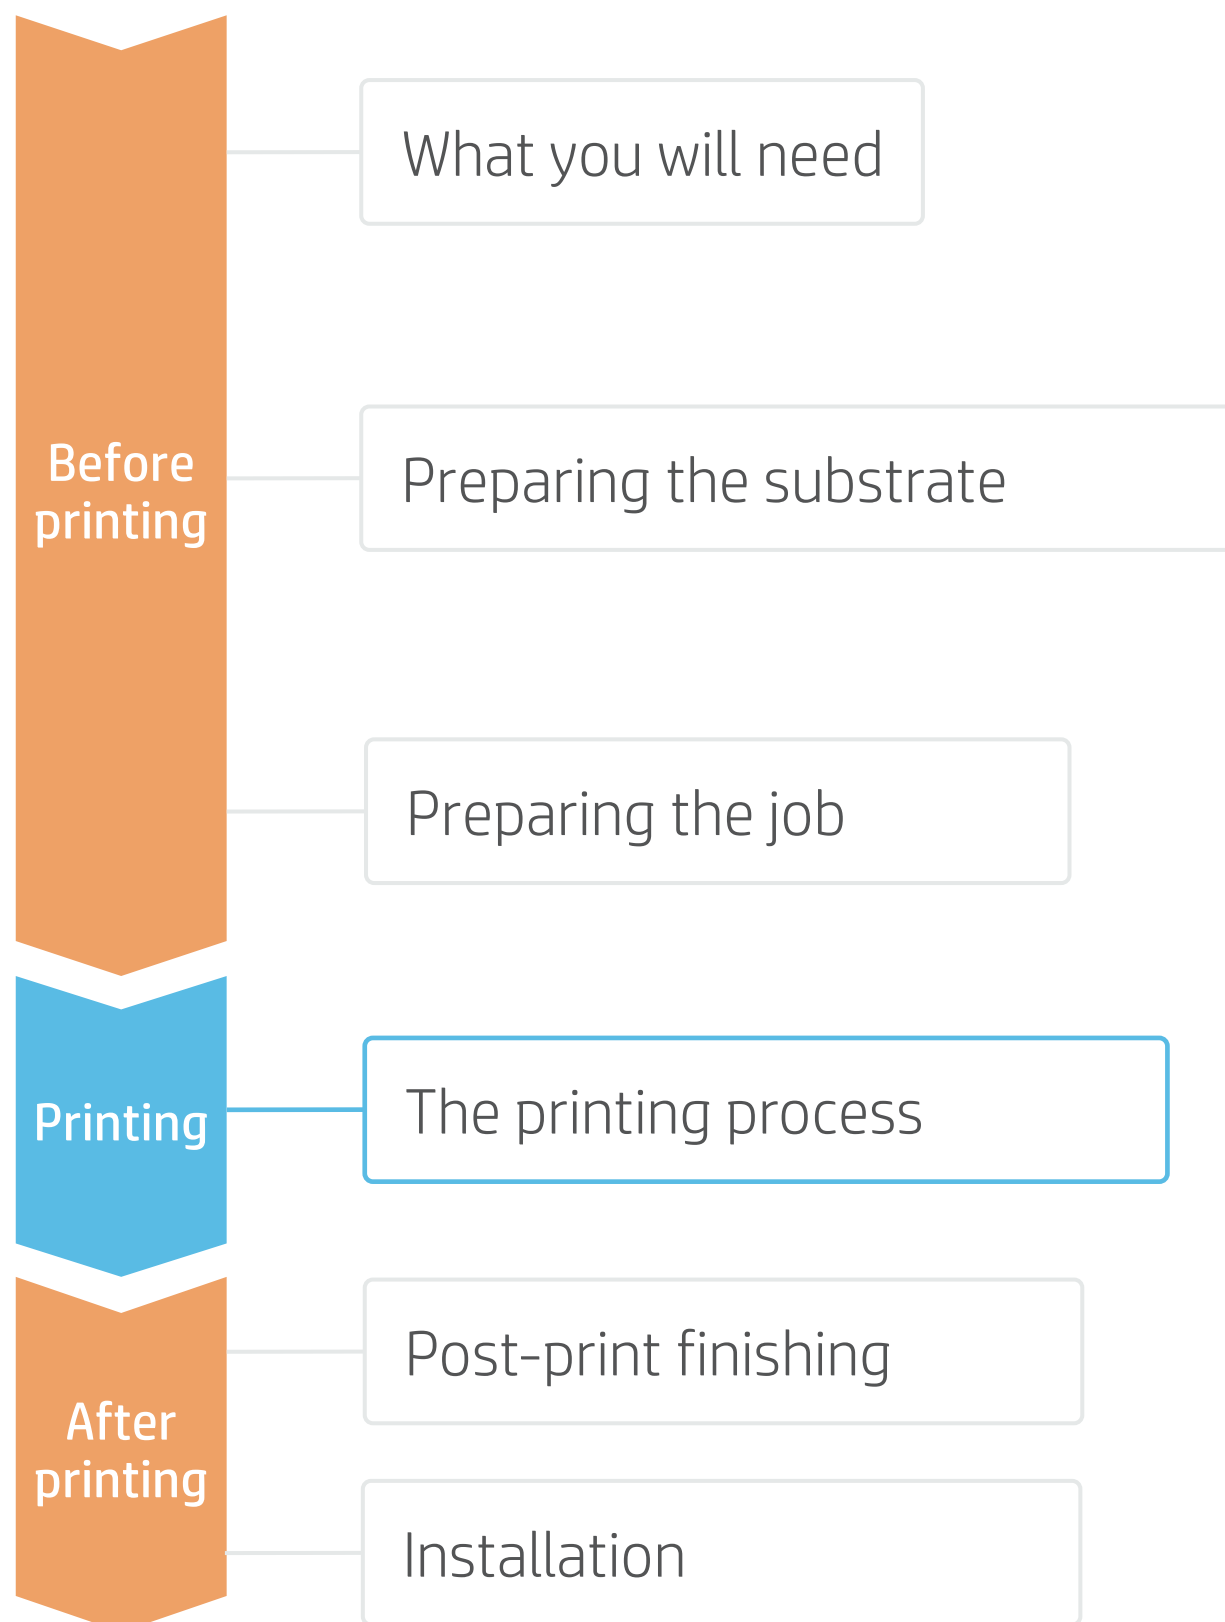 What you will need
Before
printing
Preparing the substrate
Preparing the job
Printing
The printing process
After
printing
Post-print finishing
Installation